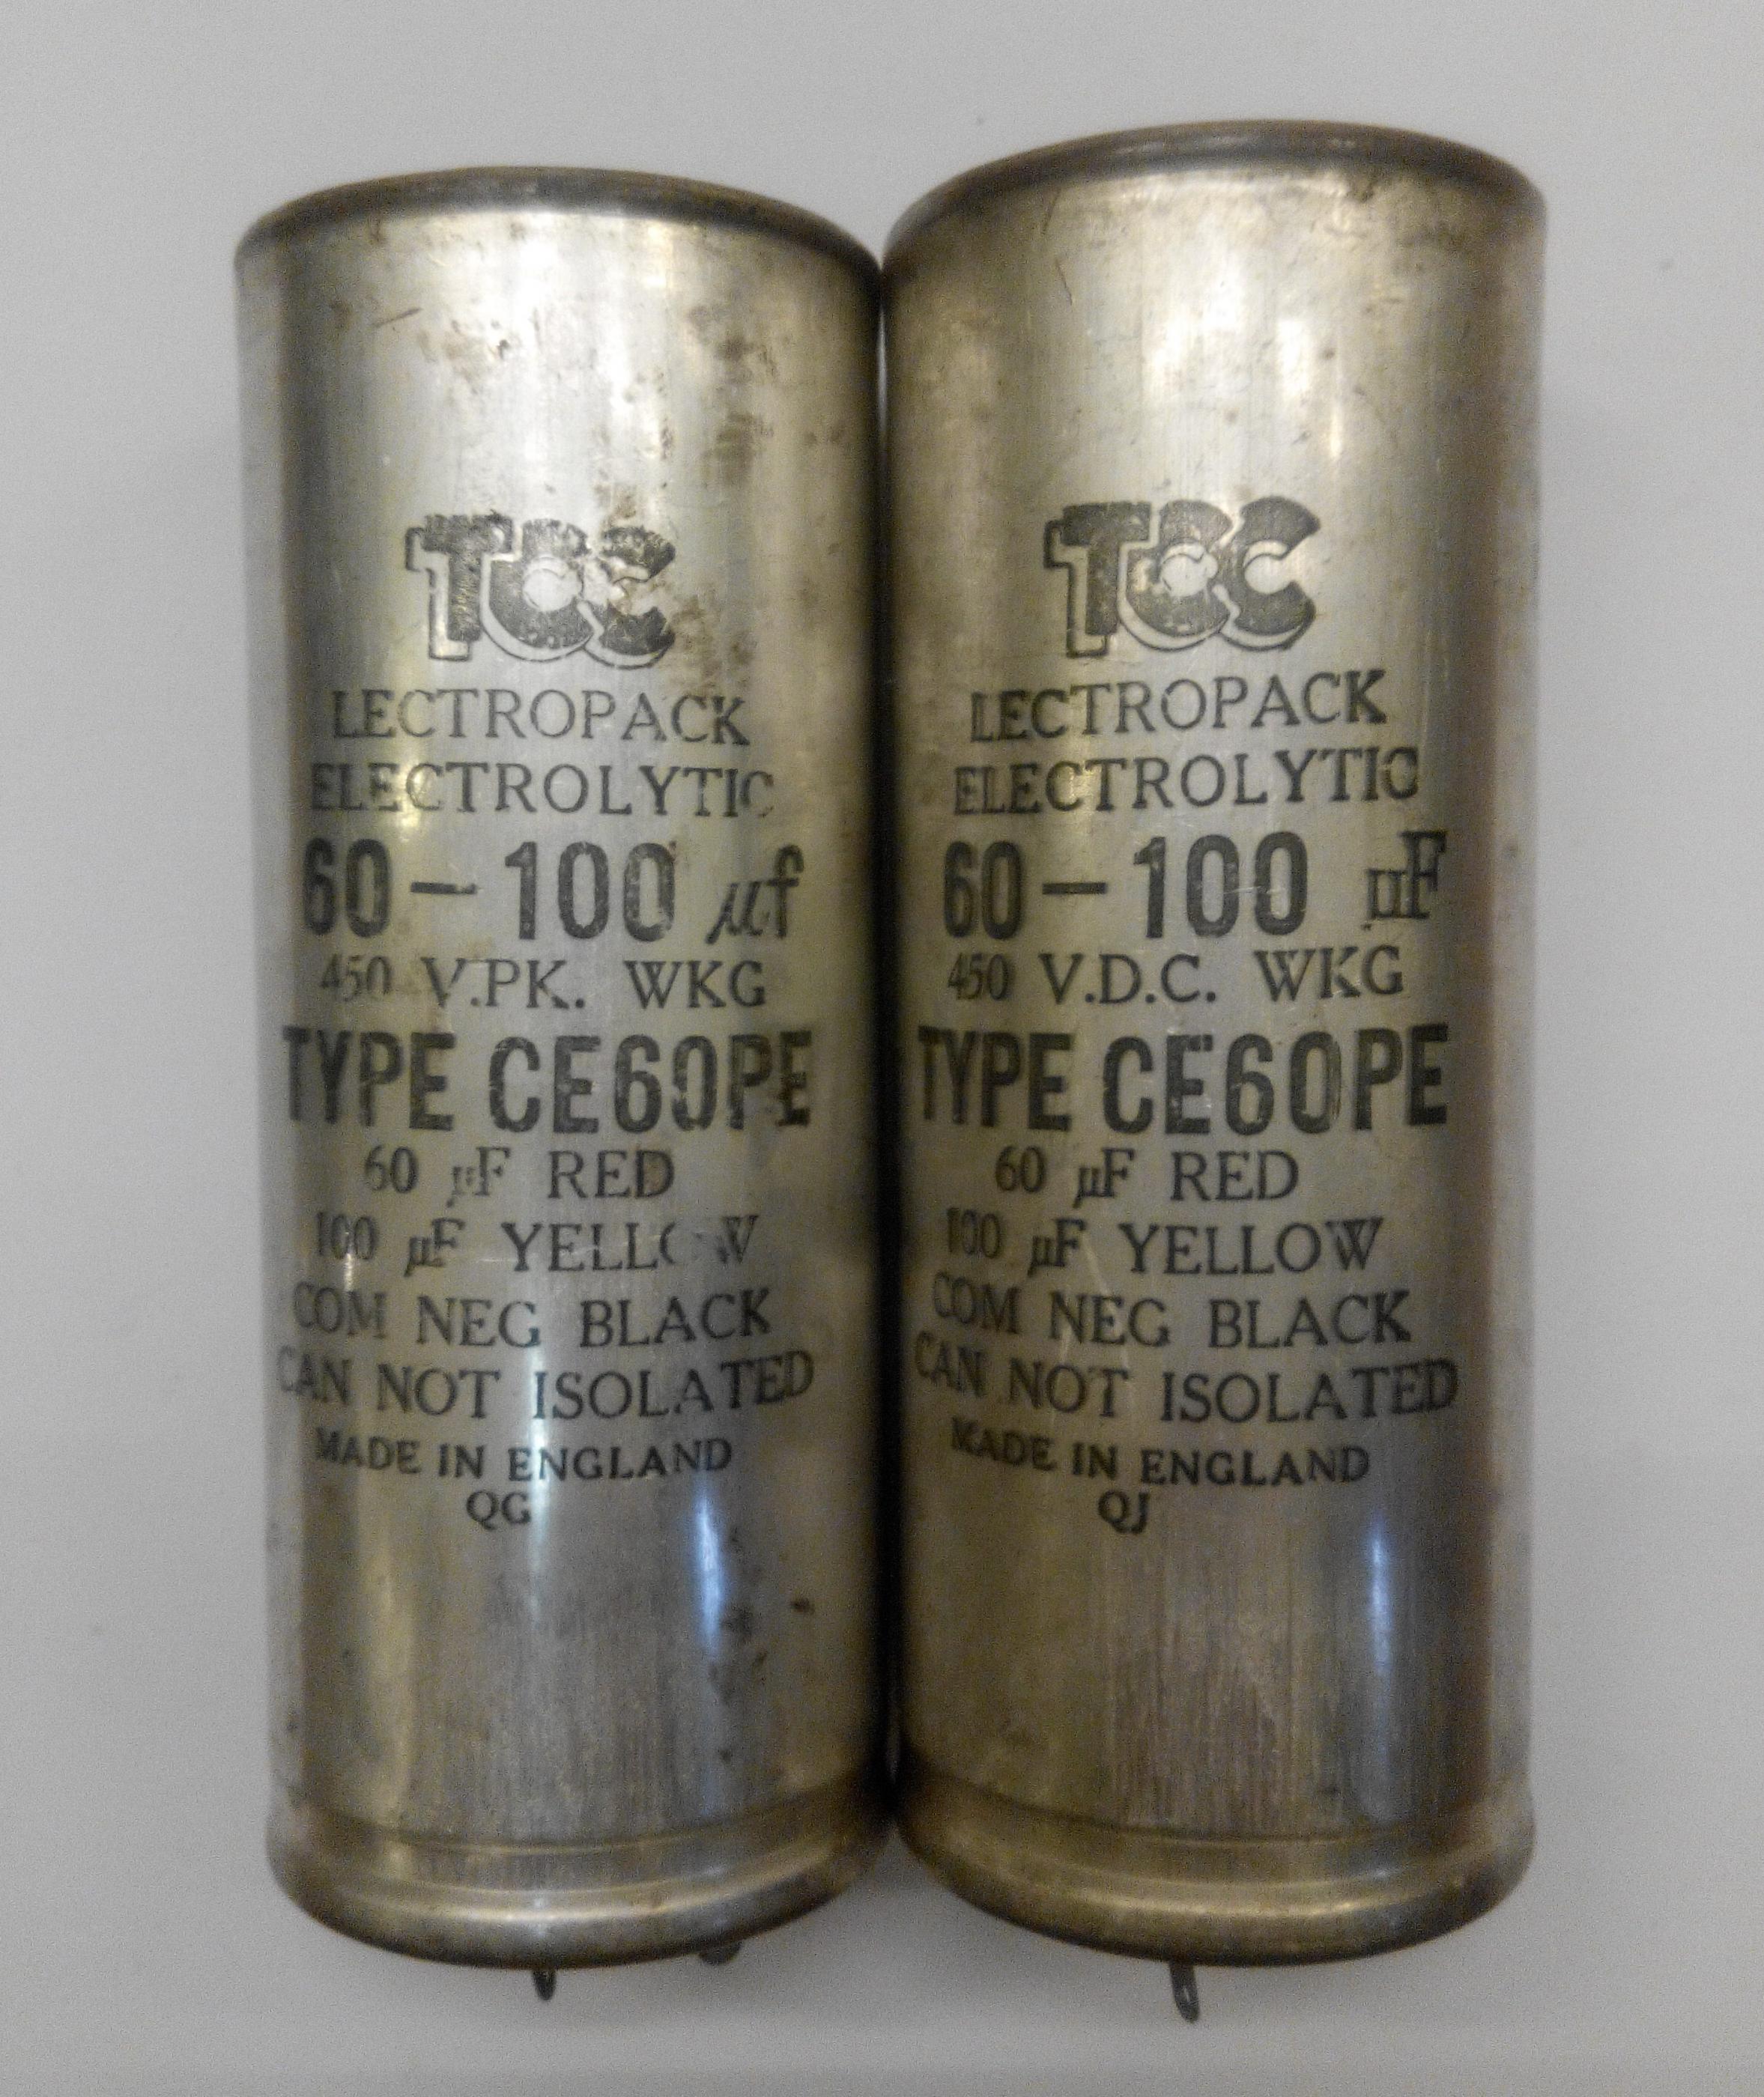 TCC
LECTROPACK
ELECTROLYTIC
60 – 100 µf
450 V.PK. WKG
TYPE CE60PE
60 µF RED
100 µF YELLOW
COM NEG BLACK
CAN NOT ISOLATED
MADE IN ENGLAND
QG
TCC
LECTROPACK
ELECTROLYTIC
60 – 100 µF
450 V.D.C. WKG
TYPE CE60PE
60 µF RED
100 µF YELLOW
COM NEG BLACK
CAN NOT ISOLATED
MADE IN ENGLAND
QJ